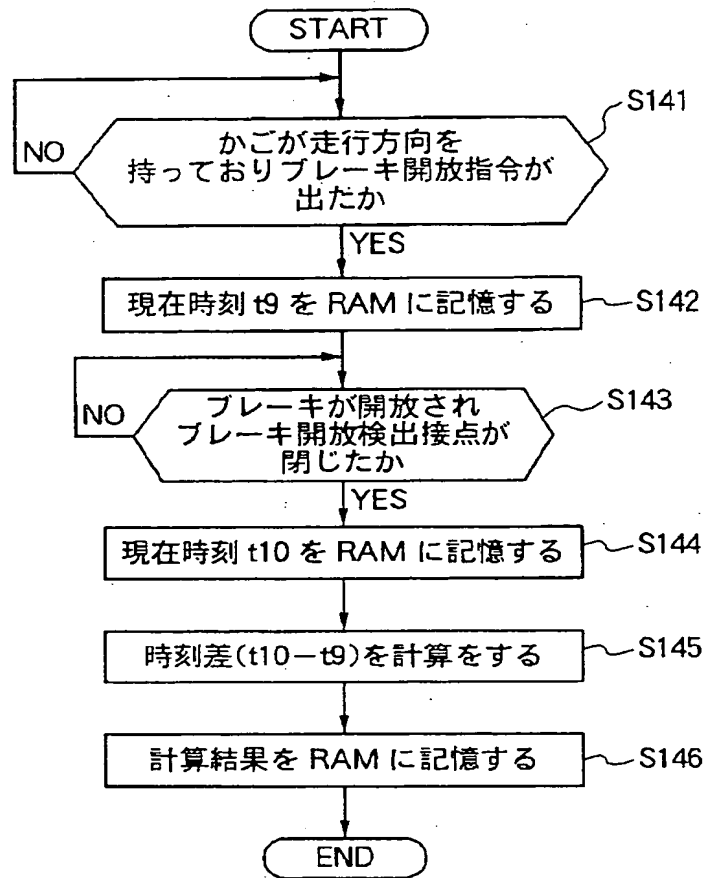 START
S141
かごが走行方向を
持っておりブレーキ開放指令が
出たか
NO
YES
現在時刻 t9 を RAM に記憶する
S142
ブレーキが開放され
ブレーキ開放検出接点が
閉じたか
S143
NO
YES
現在時刻 t10 を RAM に記憶する
S144
時刻差(t10－t9)を計算をする
S145
計算結果を RAM に記憶する
S146
END